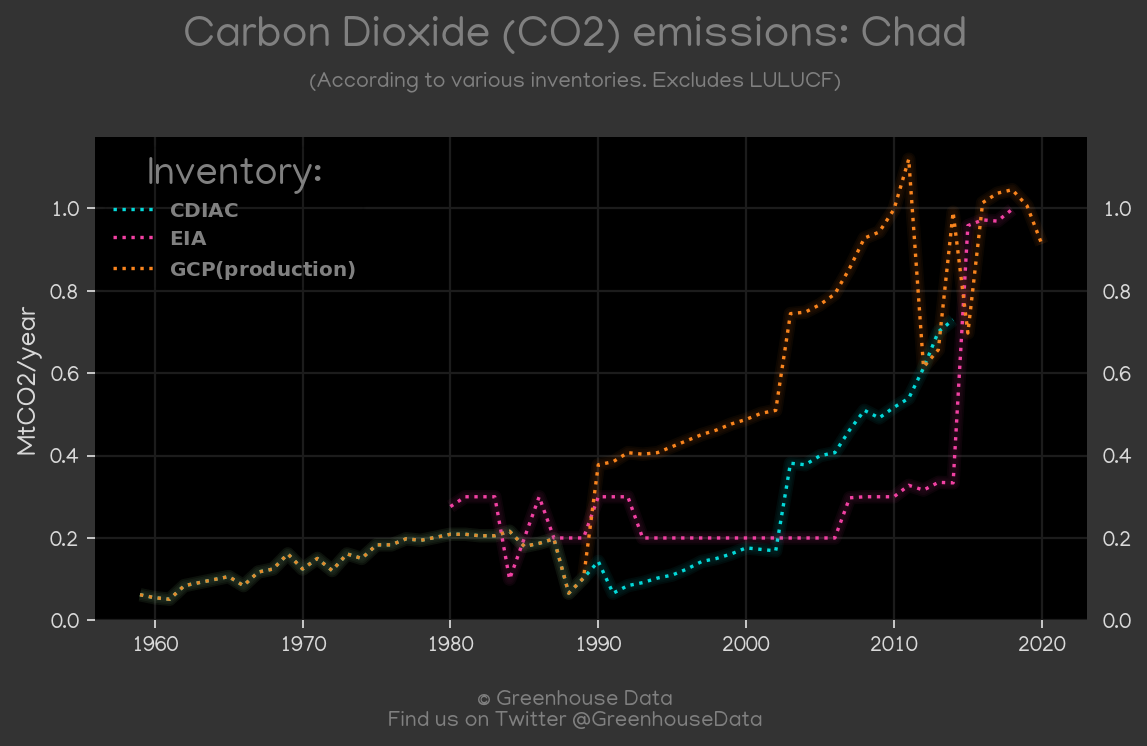 Carbon Dioxide (CO2) emissions: Chad
(According to various inventories. Excludes LULUCF)
Inventory:
CDIAC
EIA
GCP(production)
MtCO2/year
1.0
0.8
0.6
0.4
0.2
0.0
1.0
0.8
0.6
0.4
0.2
0.0
1960 1970 1980 1990 2000 2010 2020
© Greenhouse Data
Find us on Twitter @GreenhouseData